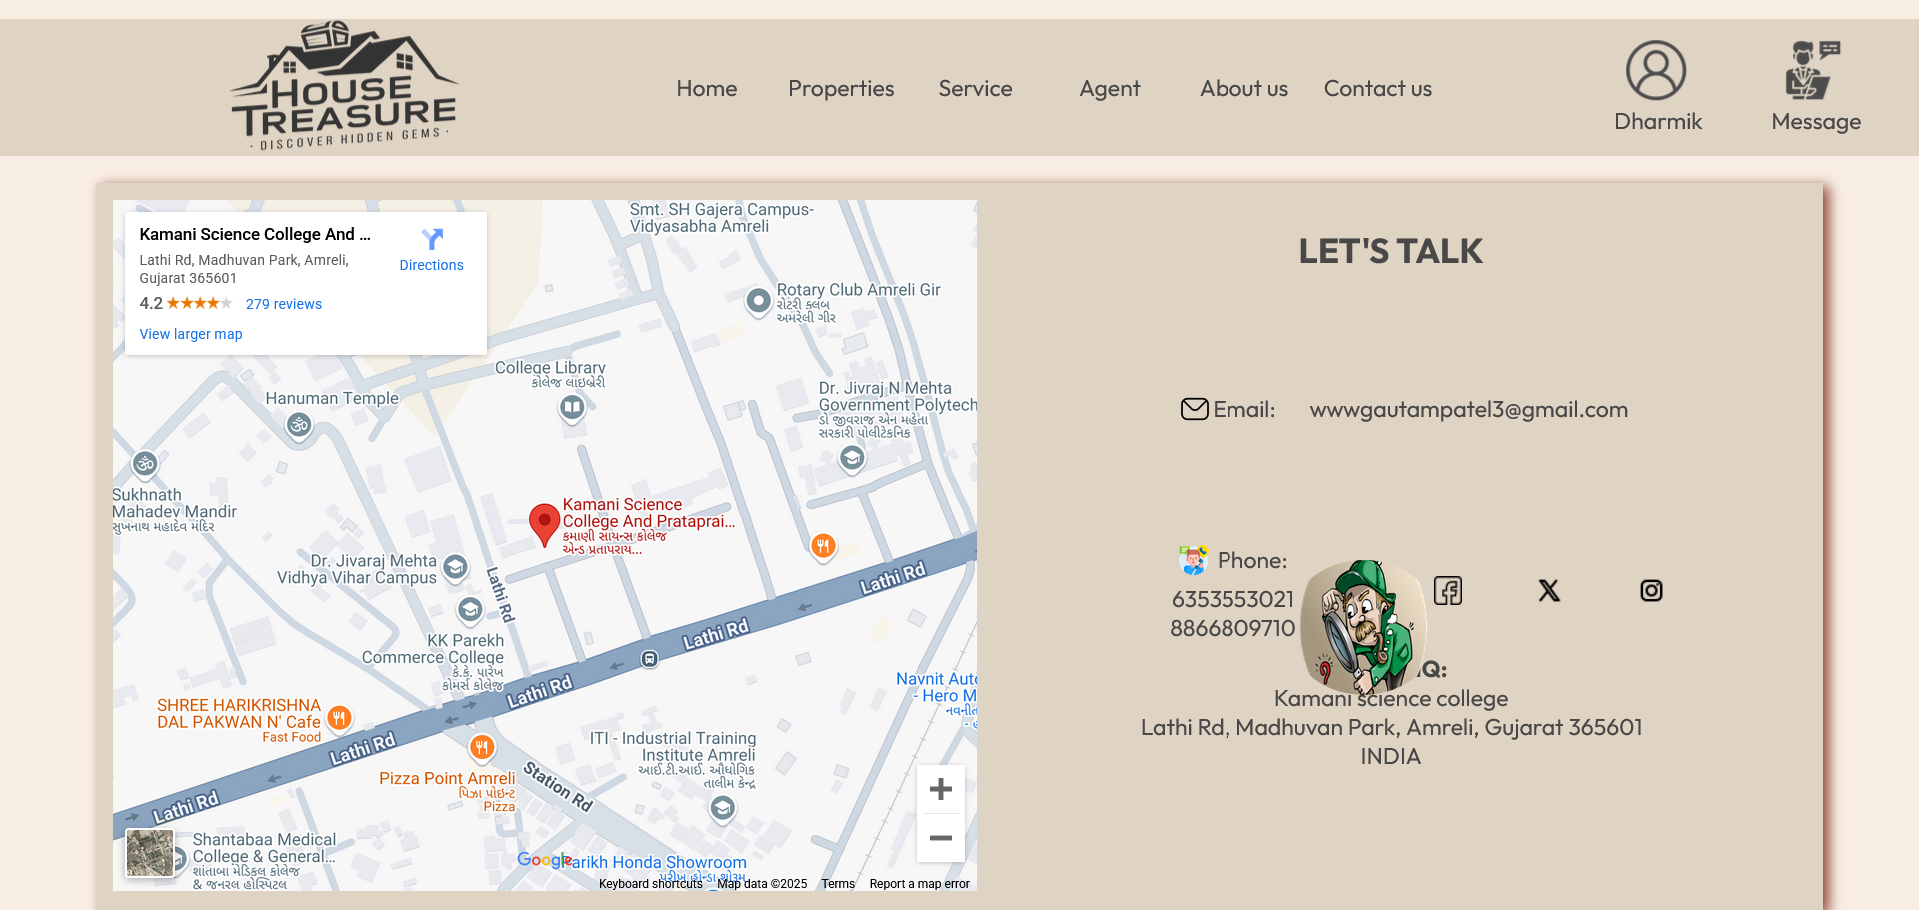 HOUSE
TREASURE
· DISCOVER HIDDEN GEMS ·
Home
Properties
Service
Agent
About us
Contact us
Dharmik
Message
Kamani Science College And ...
Lathi Rd, Madhuvan Park, Amreli,
Gujarat 365601
4.2
279 reviews
View larger map
Directions
Smt. SH Gajera Campus-
Vidyasabha Amreli
Rotary Club Amreli Gir
રોટરી ક્લબ
અમરેલી ગીર
College Library
કોલેજ લાઇબ્રેરી
Hanuman Temple
Dr. Jivraj N Mehta
Government Polytech
ડો જીવરાજ એન મહેતા
સરકારી પોલીટેકનિક
Sukhnath
Mahadev Mandir
સુખનાથ મહાદેવ મંદિર
Kamani Science
College And Prataprai...
કમાણી સાયન્સ કોલેજ
એન્ડ પ્રતાપરાય...
Dr. Jivaraj Mehta
Vidhya Vihar Campus
Lathi Rd
Lathi Rd
KK Parekh
Commerce College
કે.કે. પારેખ
કોમર્સ કોલેજ
Lathi Rd
Lathi Rd
Navnit Auto
- Hero M
નવનીત
SHREE HARIKRISHNA
DAL PAKWAN N' Cafe
Fast Food
Lathi Rd
ITI - Industrial Training
Institute Amreli
આઈ.ટી.આઈ. ઔધોગિક
તાલીમ કેન્દ્ર
Pizza Point Amreli
પિઝા પોઇન્ટ
Pizza
Station Rd
Lathi Rd
Shantabaa Medical
College & General...
શાંતાબા મેડિકલ કોલેજ
& જનરલ હોસ્પિટલ
Google
Parikh Honda Showroom
પરીખ હોન્ડા શોરૂમ
Keyboard shortcuts
Map data ©2025
Terms
Report a map error
LET'S TALK
Email:
wwwgautampatel3@gmail.com
Phone:
6353553021
8866809710
Q:
Kamani science college
Lathi Rd, Madhuvan Park, Amreli, Gujarat 365601
INDIA